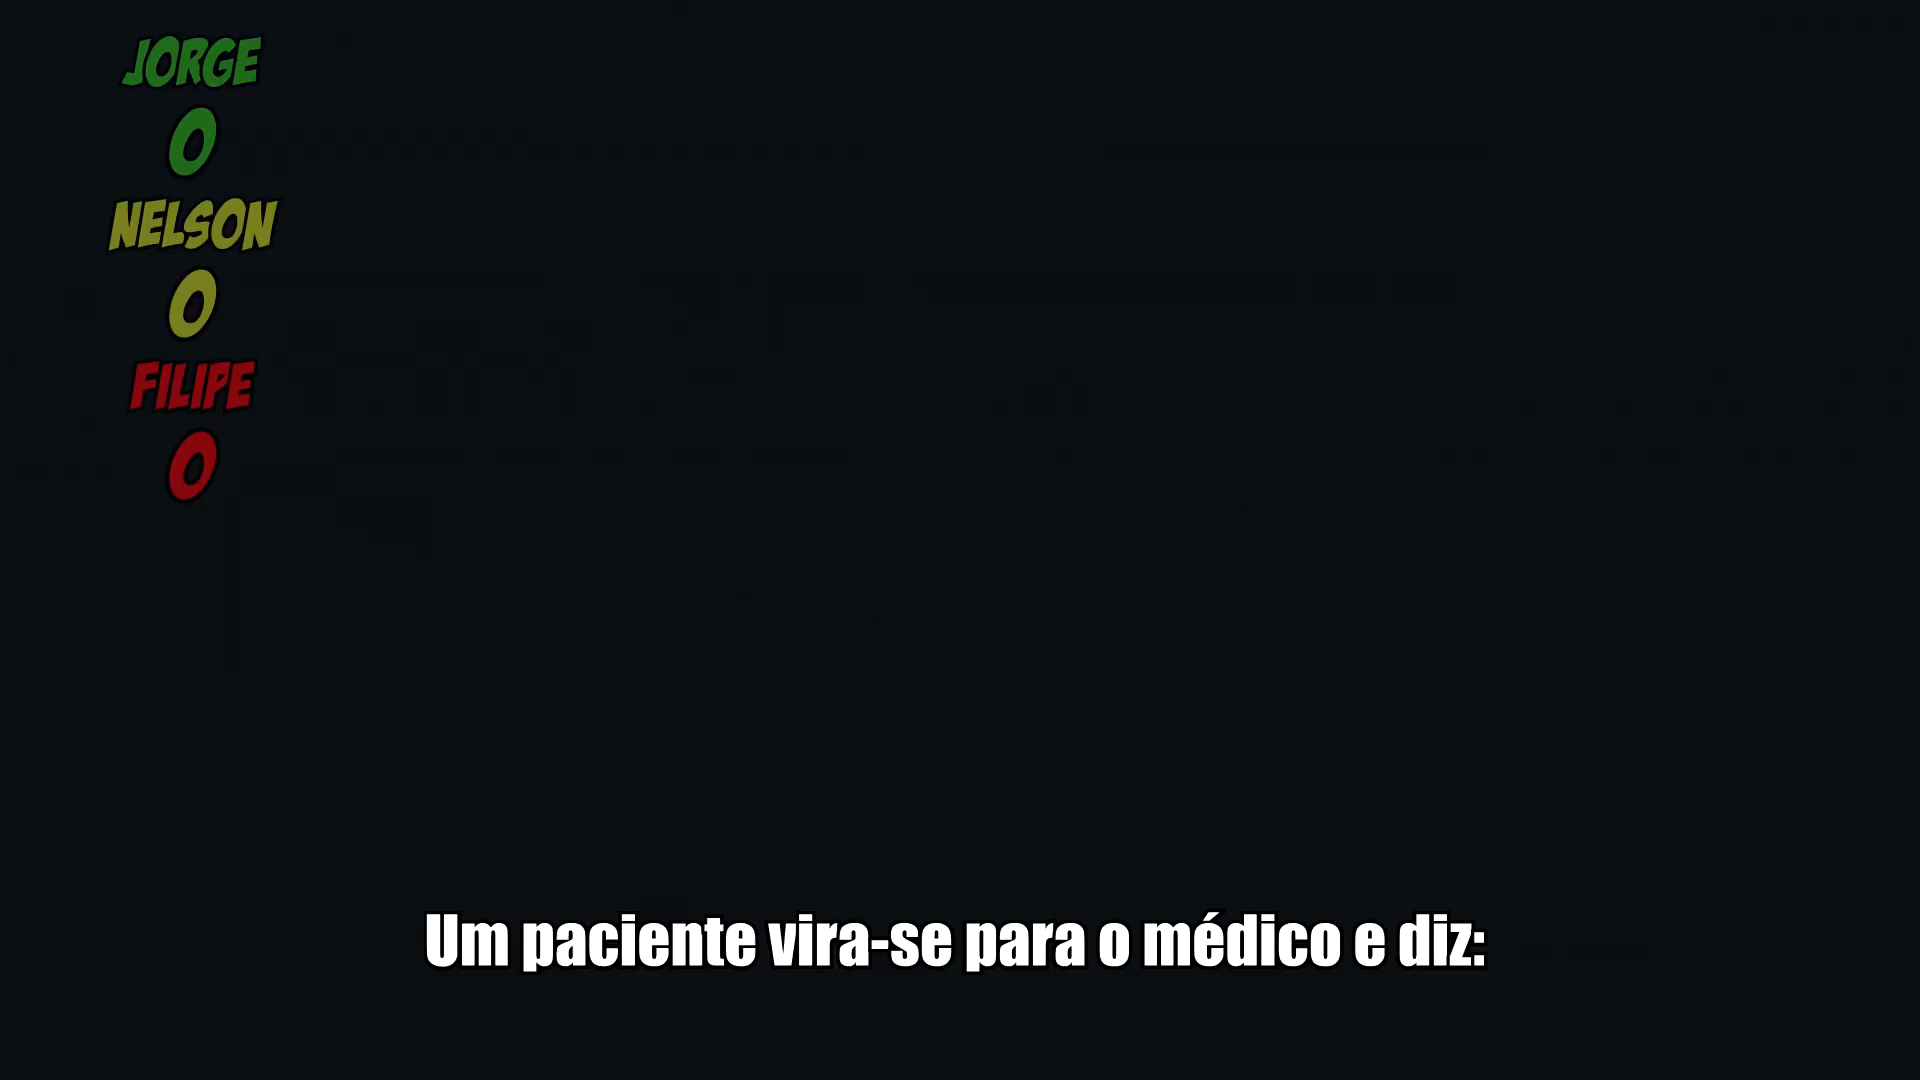 JORGE
0
NELSON
0
FILIPE
0
Um paciente vira-se para o médico e diz: